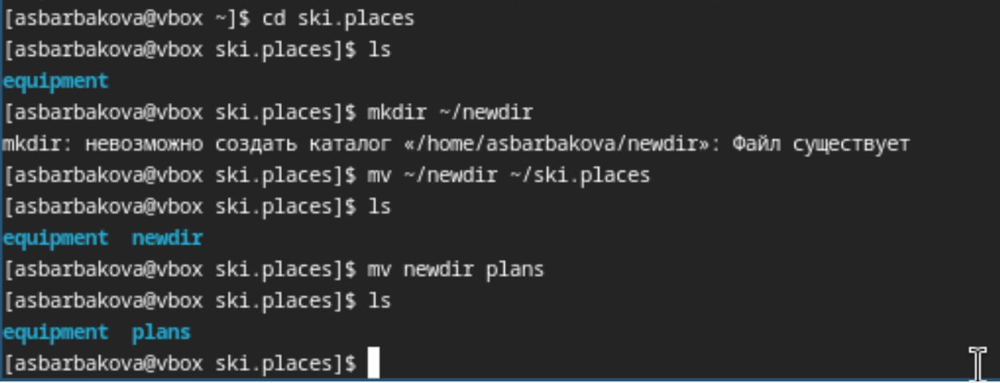 [asbarbakova@vbox ~]$ cd ski.places
[asbarbakova@vbox ski.places]$ ls
equipment
[asbarbakova@vbox ski.places]$ mkdir ~/newdir
mkdir: невозможно создать каталог «/home/asbarbakova/newdir»: Файл существует
[asbarbakova@vbox ski.places]$ mv ~/newdir ~/ski.places
[asbarbakova@vbox ski.places]$ ls
equipment  newdir
[asbarbakova@vbox ski.places]$ mv newdir plans
[asbarbakova@vbox ski.places]$ ls
equipment  plans
[asbarbakova@vbox ski.places]$